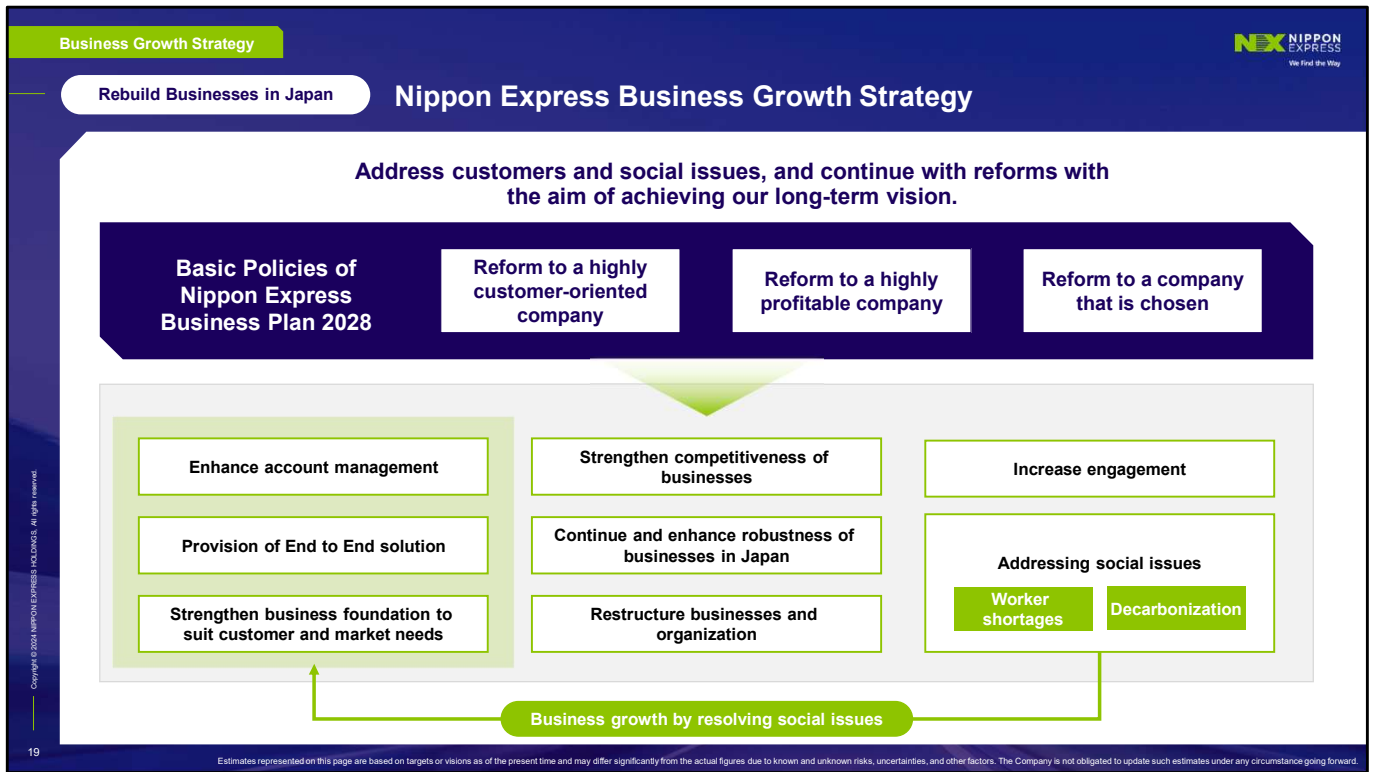 Business Growth Strategy
NEX NIPPON
EXPRESS
We Find the Way
Rebuild Businesses in Japan
Nippon Express Business Growth Strategy
Address customers and social issues, and continue with reforms with
the aim of achieving our long-term vision.
Basic Policies of
Nippon Express
Business Plan 2028
Reform to a highly
customer-oriented
company
Reform to a highly
profitable company
Reform to a company
that is chosen
Enhance account management
Provision of End to End solution
Strengthen business foundation to
suit customer and market needs
Strengthen competitiveness of
businesses
Continue and enhance robustness of
businesses in Japan
Restructure businesses and
organization
Increase engagement
Addressing social issues
Worker
shortages
Decarbonization
Business growth by resolving social issues
Copyright © 2024 NIPPON EXPRESS HOLDINGS. All rights reserved.
19
Estimates represented on this page are based on targets or visions as of the present time and may differ significantly from the actual figures due to known and unknown risks, uncertainties, and other factors. The Company is not obligated to update such estimates under any circumstance going forward.